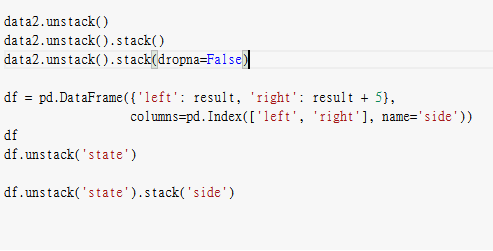 data2.unstack()
data2.unstack().stack()
data2.unstack().stack(dropna=False)
df = pd.DataFrame({'left': result, 'right': result + 5},
                  columns=pd.Index(['left', 'right'], name='side'))
df
df.unstack('state')
df.unstack('state').stack('side')